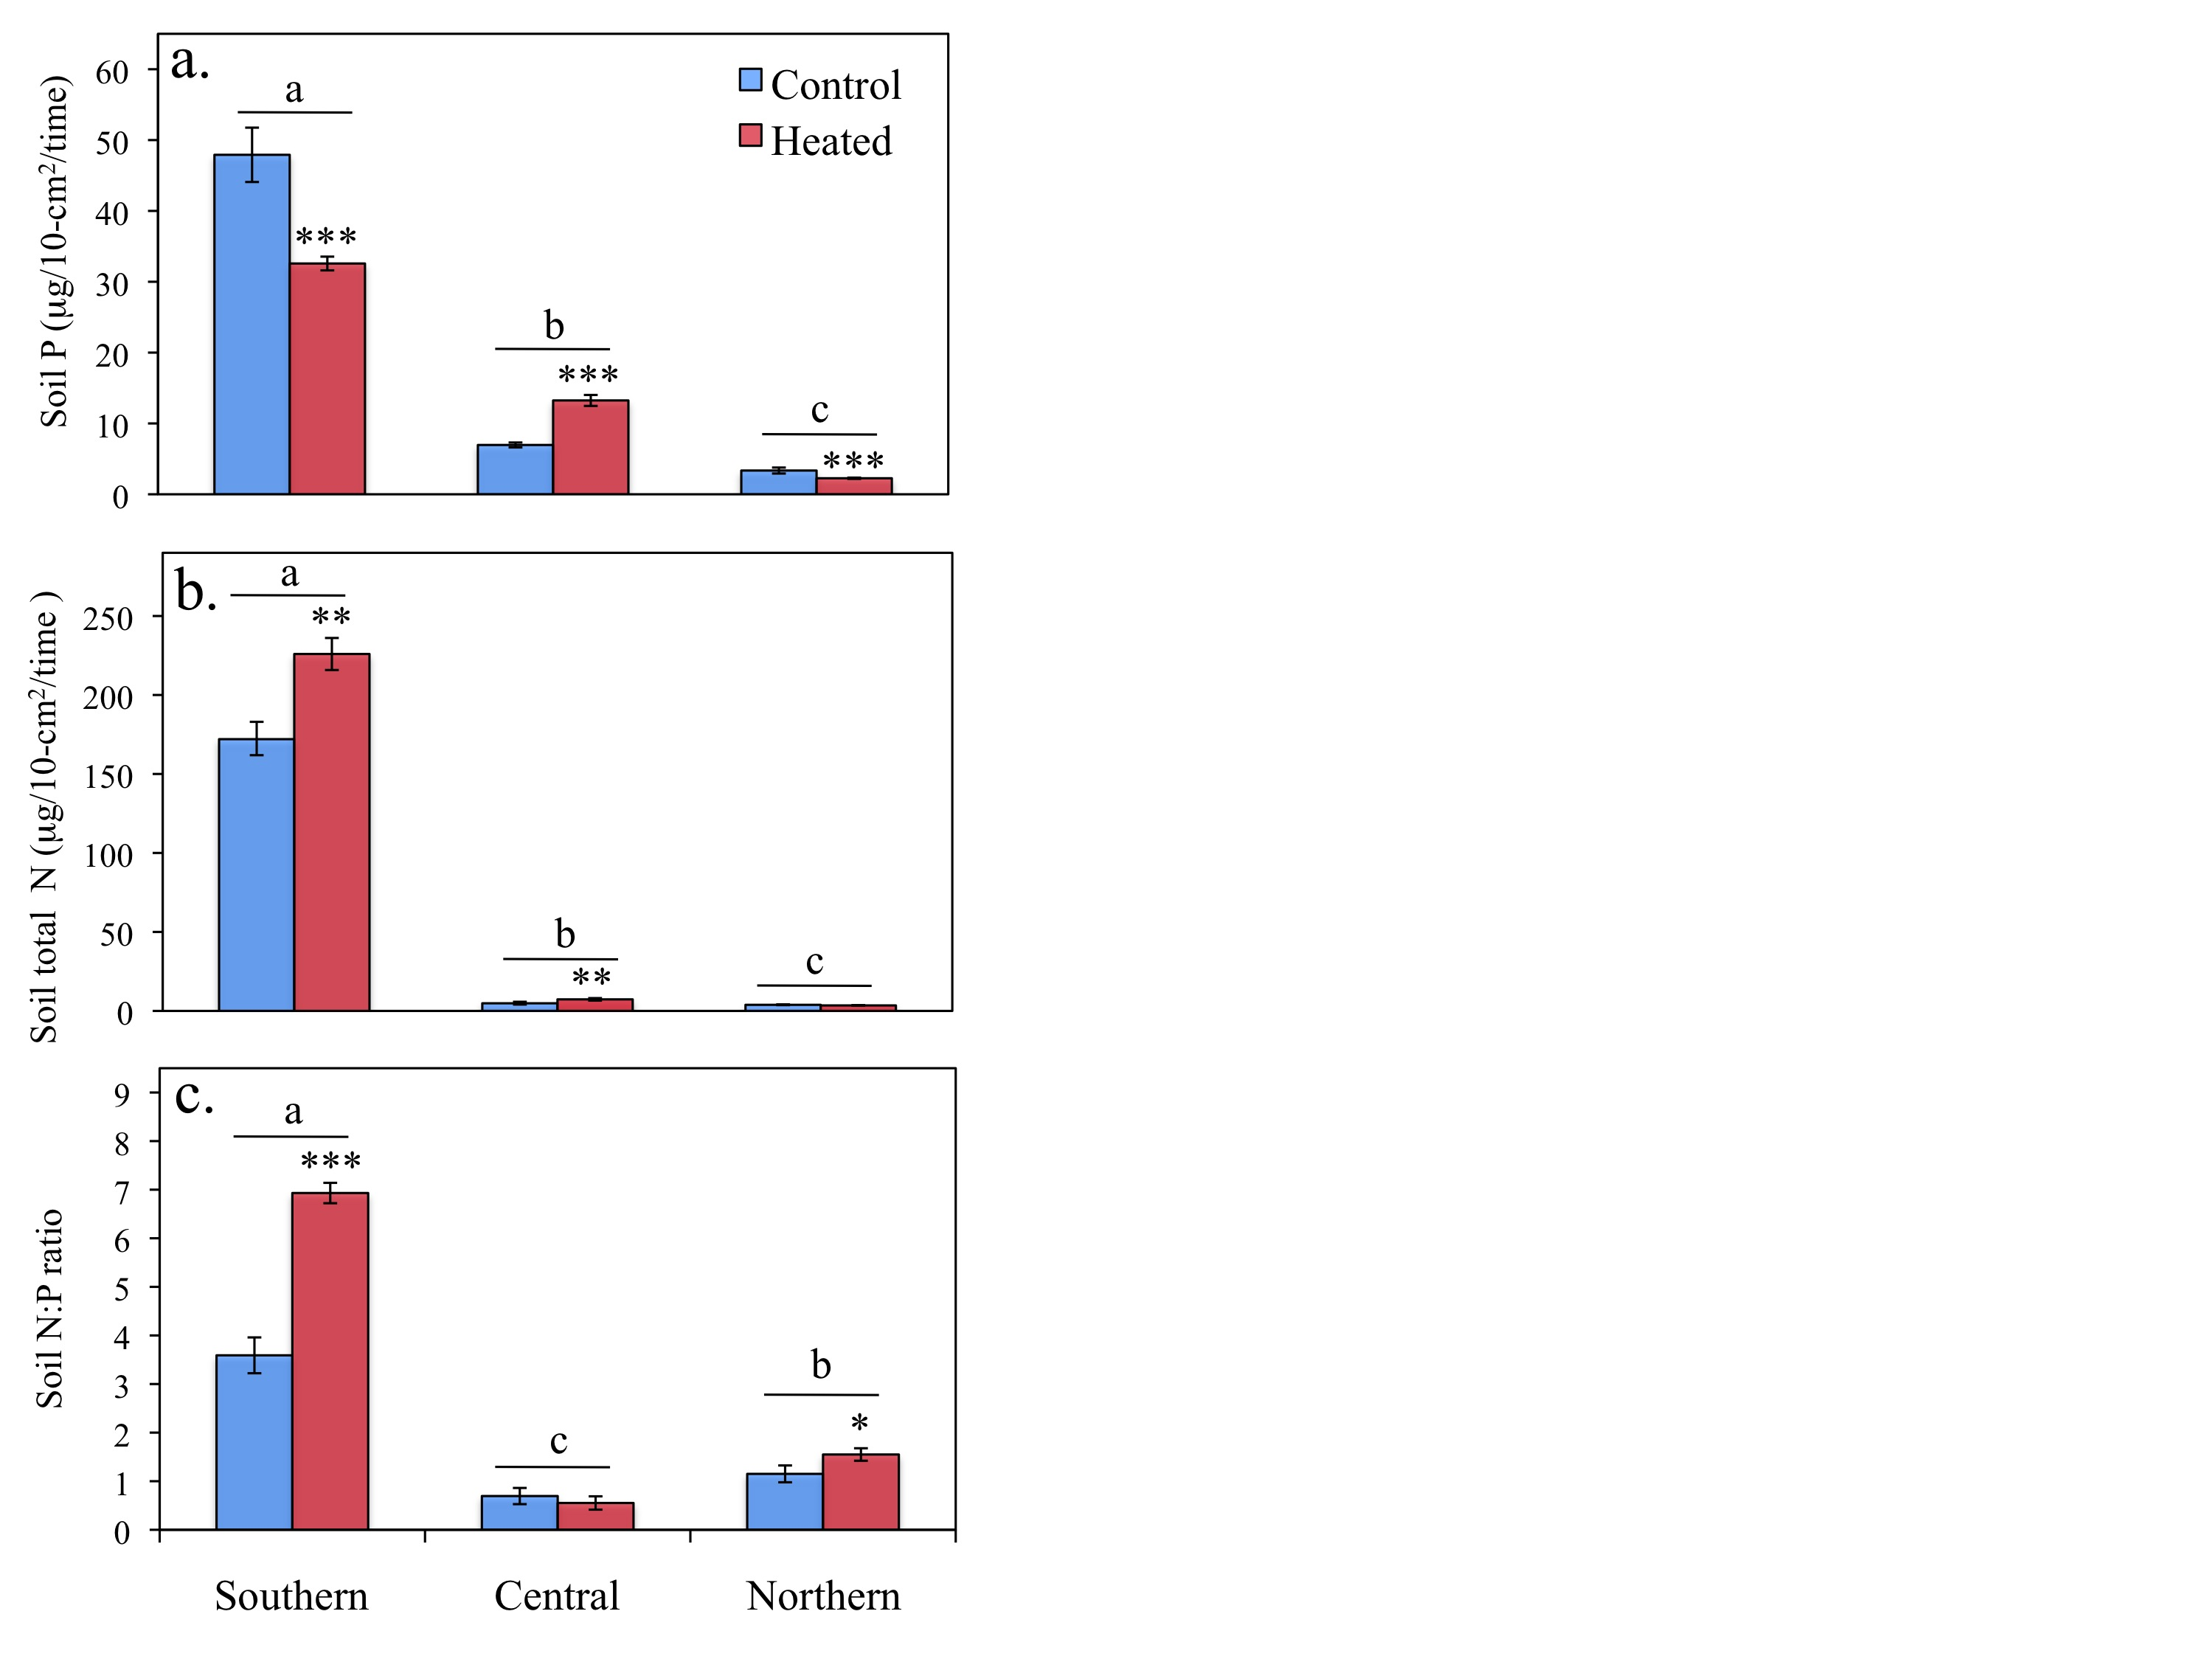 a.
Control
Heated
Soil P (µg/10-cm²/time)
60
50
40
30
20
10
0
a
***
b
***
c
***
b.
Soil total N (µg/10-cm²/time )
250
200
150
100
50
0
a
**
b
**
c
c.
Soil N:P ratio
9
8
7
6
5
4
3
2
1
0
a
***
c
b
*
Southern Central Northern